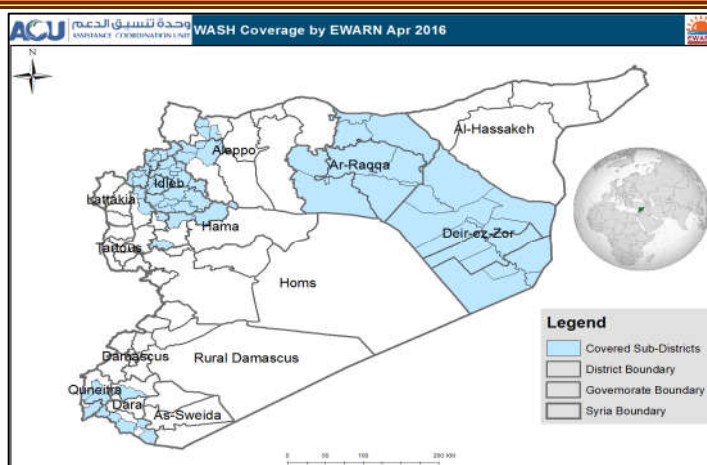 ACU
وحدة تنسيق الدعم
ASSISTANCE COORDINATION UNIT
WASH Coverage by EWARN Apr 2016
EWARN
N
Al-Hassakeh
Aleppo
Ar-Raqqa
Idleb
Lattakia
Hama
Deir-ez-Zor
Tartous
Homs
Damascus
Rural Damascus
Quneitra
Dara
As-Sweida
Legend
Covered Sub-Districts
District Boundary
Governorate Boundary
Syria Boundary
0 50 100 200 KM